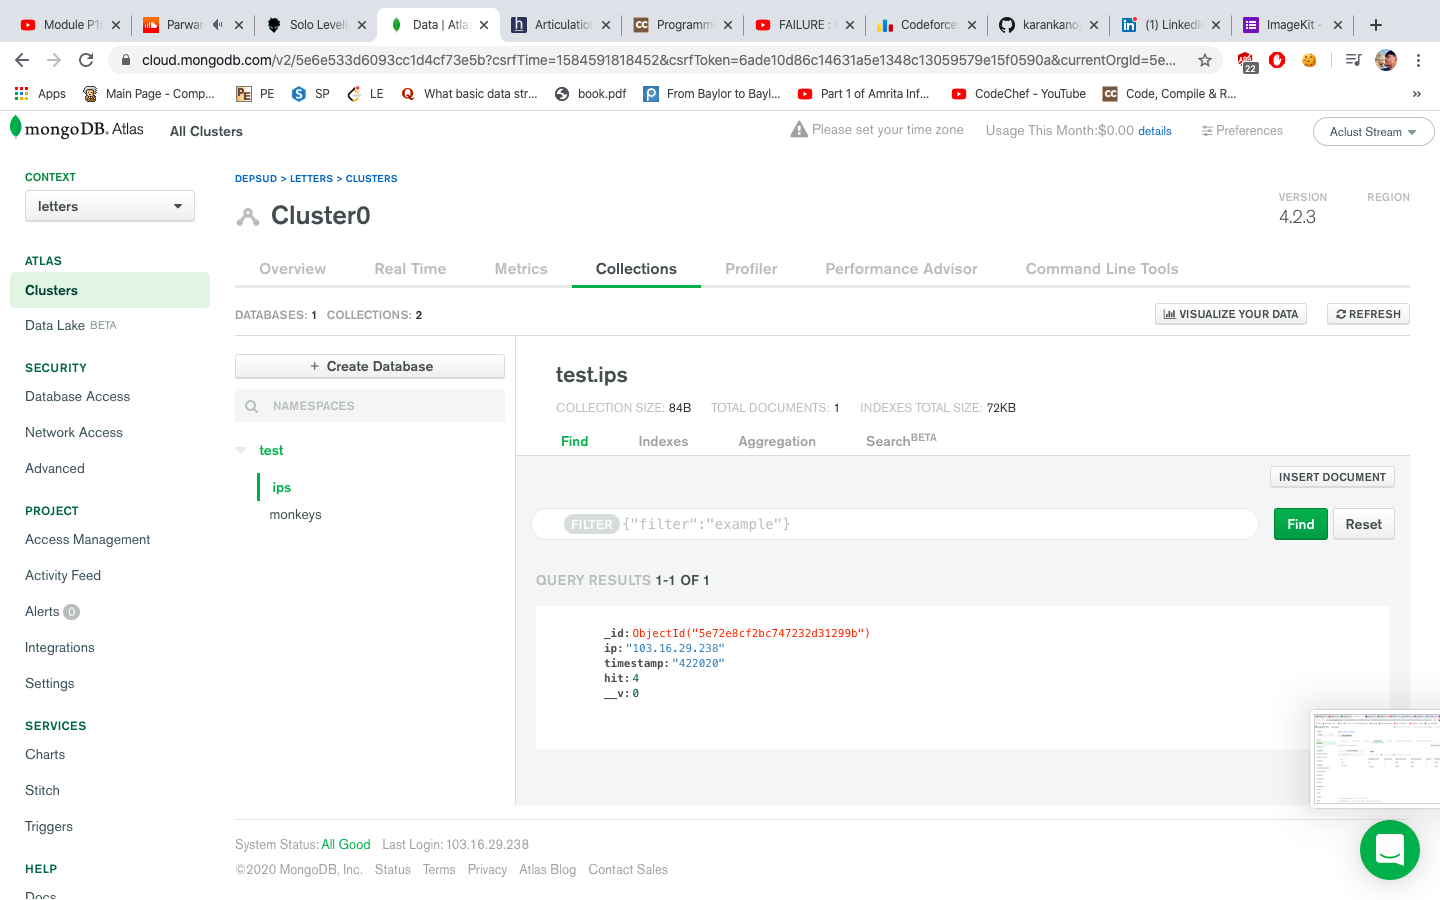 Module P1
Parwar
Solo Leveli
Data | Atlas
Articulation
Programmi
FAILURE :
Codeforces
karankano
(1) LinkedIn
ImageKit -
cloud.mongodb.com/v2/5e6e533d6093cc1d4cf73e5b?csrfTime=1584591818452&csrfToken=6ade10d86c14631a5e1348c13059579e15f0590a&currentOrgId=5e...
22
Apps
Main Page - Comp...
PE
SP
LE
What basic data str...
book.pdf
From Baylor to Bayl...
Part 1 of Amrita Inf...
CodeChef - YouTube
Code, Compile & R...
»
mongoDB. Atlas
All Clusters
Please set your time zone
Usage This Month:$0.00 details
Preferences
Aclust Stream
CONTEXT
letters
DEPSUD > LETTERS > CLUSTERS
Cluster0
VERSION
4.2.3
REGION
ATLAS
Clusters
Data Lake BETA
SECURITY
Database Access
Network Access
Advanced
PROJECT
Access Management
Activity Feed
Alerts 0
Integrations
Settings
SERVICES
Charts
Stitch
Triggers
HELP
Docs
Overview
Real Time
Metrics
Collections
Profiler
Performance Advisor
Command Line Tools
DATABASES: 1 COLLECTIONS: 2
VISUALIZE YOUR DATA
REFRESH
+ Create Database
NAMESPACES
test
ips
monkeys
test.ips
COLLECTION SIZE: 84B TOTAL DOCUMENTS: 1 INDEXES TOTAL SIZE: 72KB
Find
Indexes
Aggregation
Search BETA
INSERT DOCUMENT
FILTER {"filter":"example"}
Find
Reset
QUERY RESULTS 1-1 OF 1
_id: ObjectId("5e72e8cf2bc747232d31299b")
ip: "103.16.29.238"
timestamp: "422020"
hit: 4
__v: 0
System Status: All Good Last Login: 103.16.29.238
©2020 MongoDB, Inc. Status Terms Privacy Atlas Blog Contact Sales